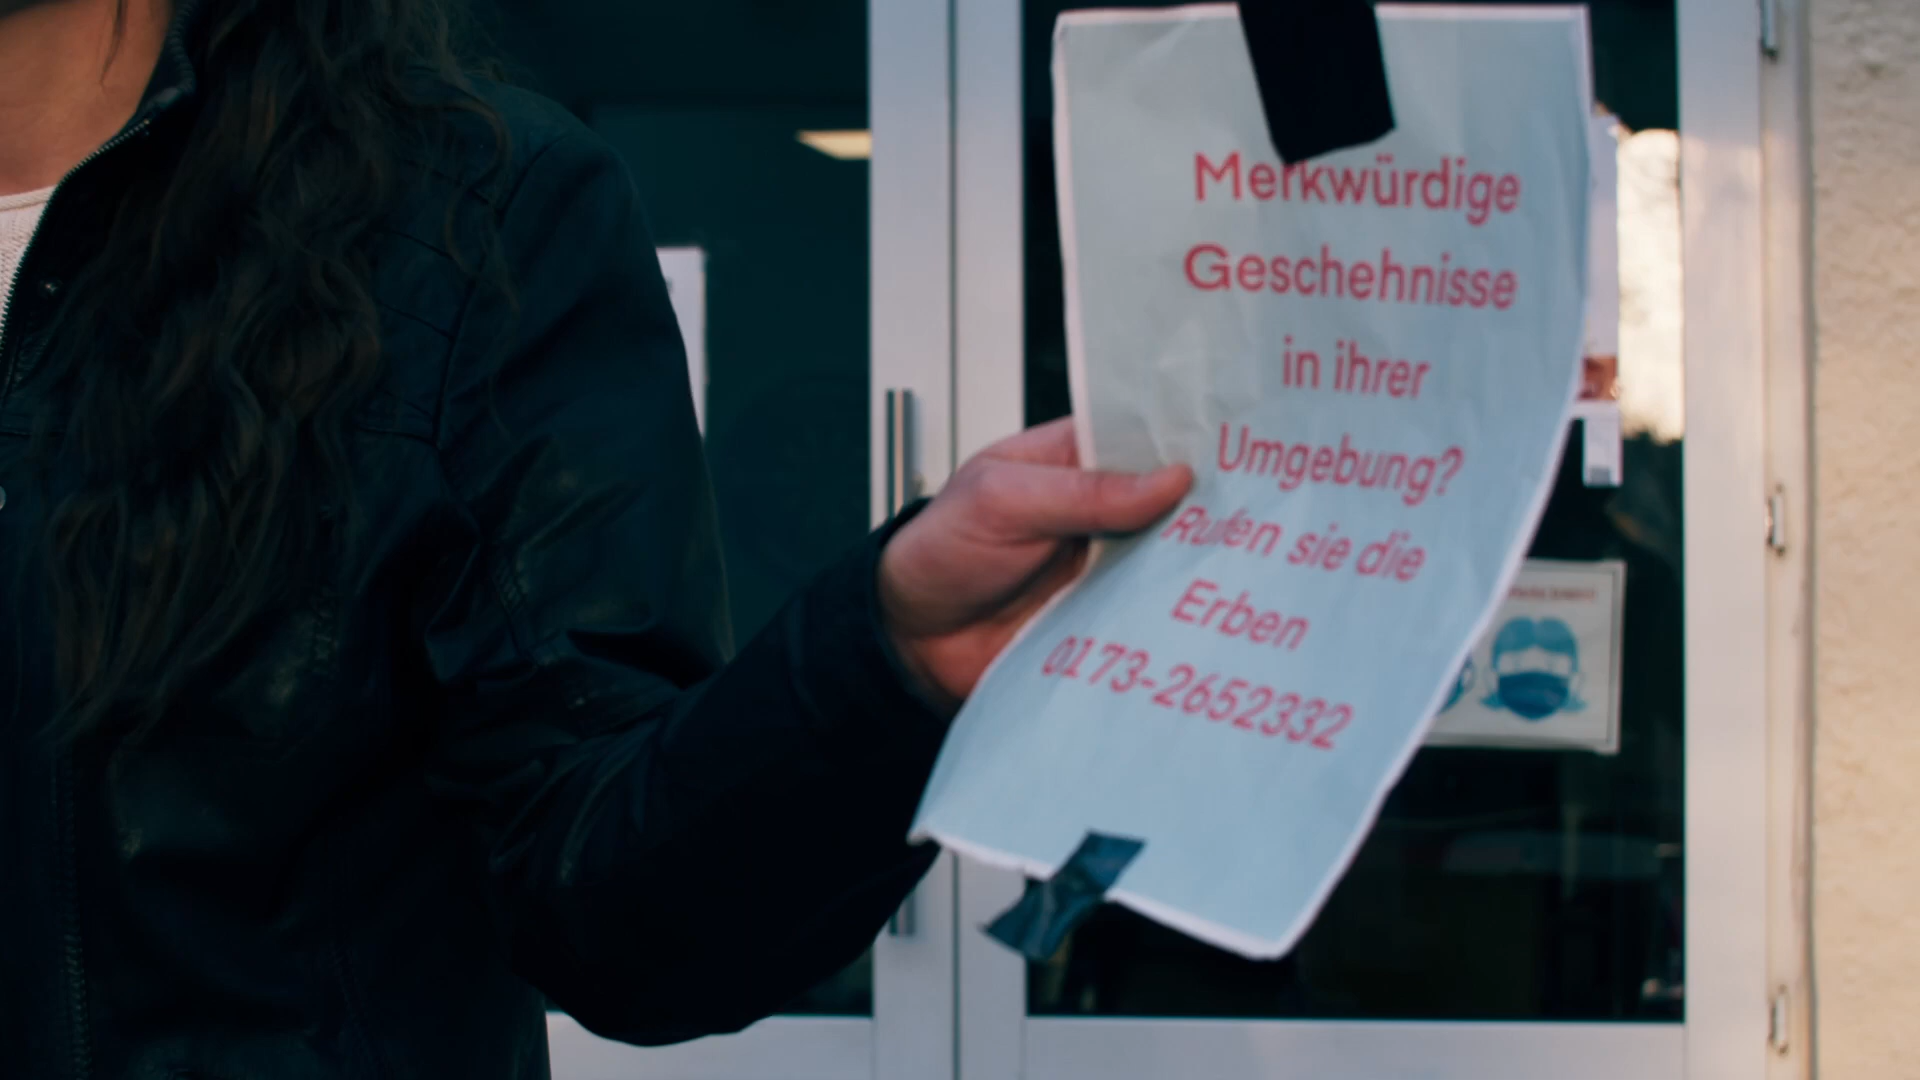 Merkwürdige
Geschehnisse
in ihrer
Umgebung?
Rufen sie die
Erben
0173-2652332